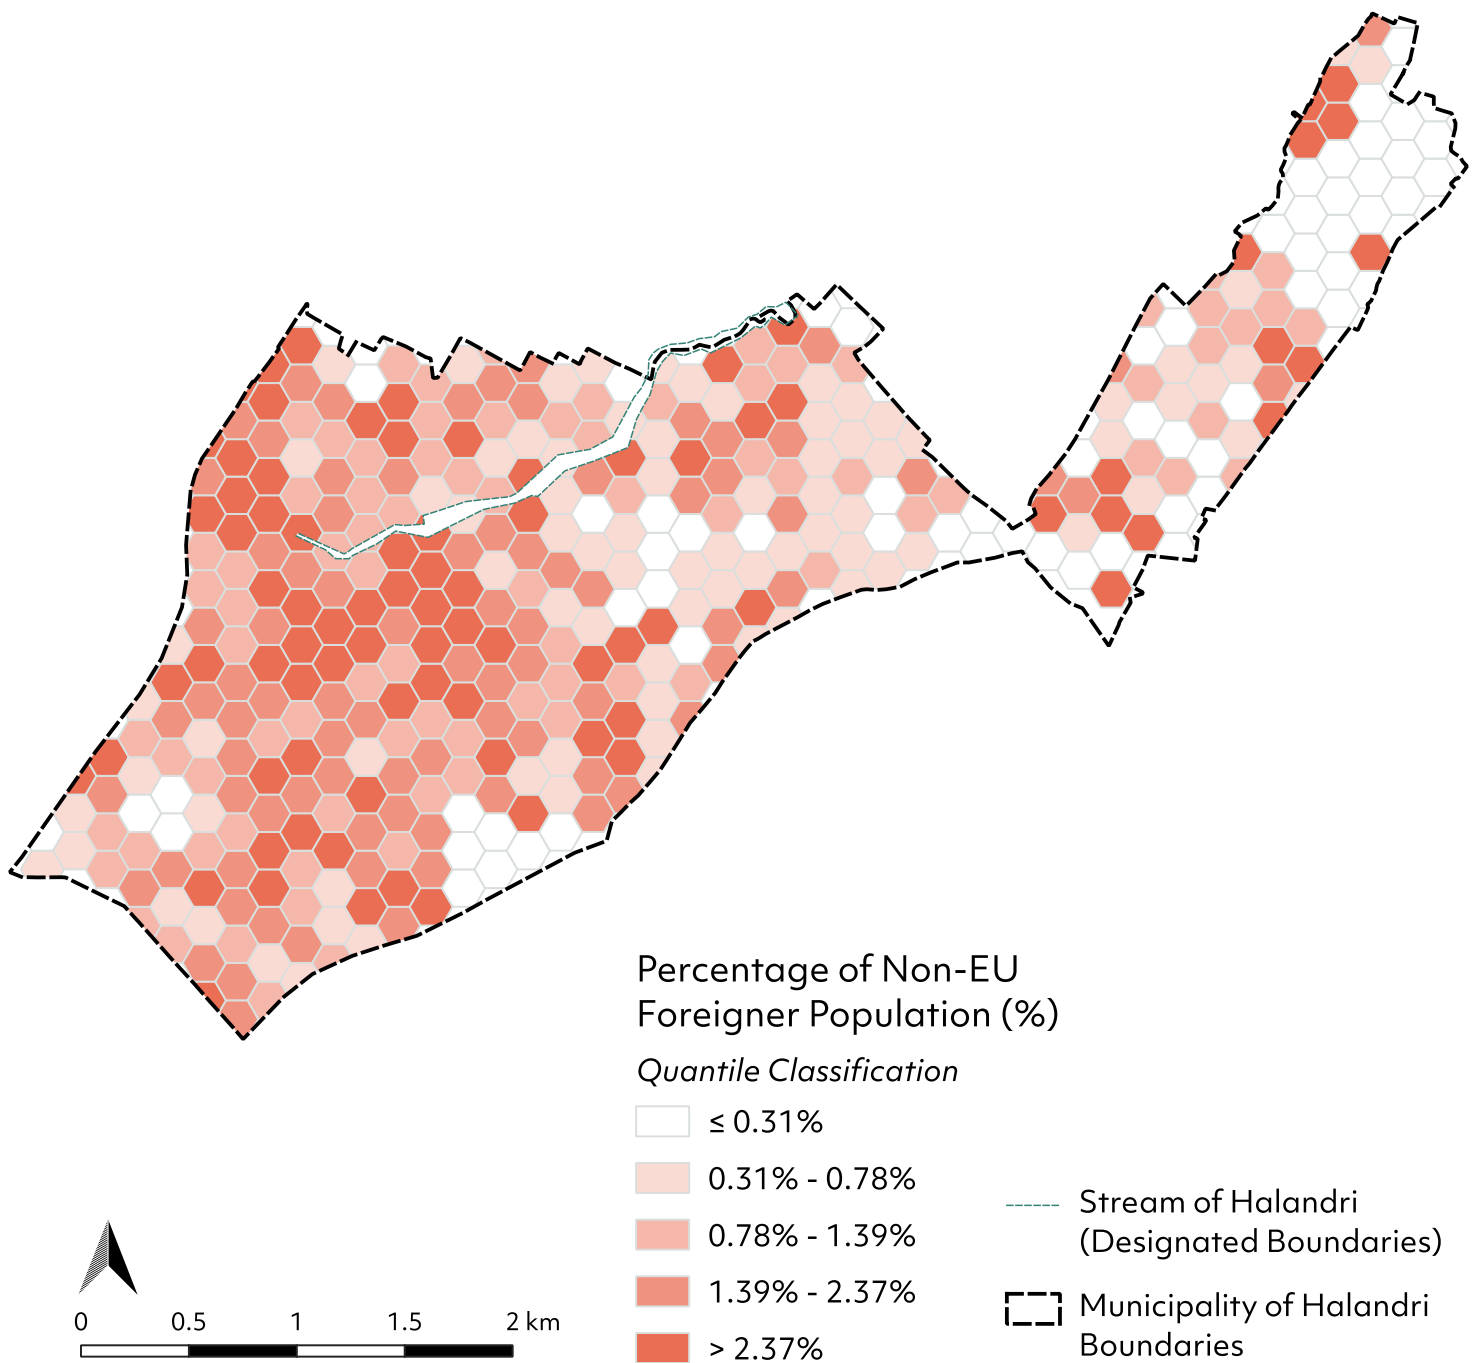 Percentage of Non-EU
Foreigner Population (%)
Quantile Classification
≤ 0.31%
0.31% - 0.78%
0.78% - 1.39%
1.39% - 2.37%
> 2.37%
Stream of Halandri
(Designated Boundaries)
Municipality of Halandri
Boundaries
0 0.5 1 1.5 2 km